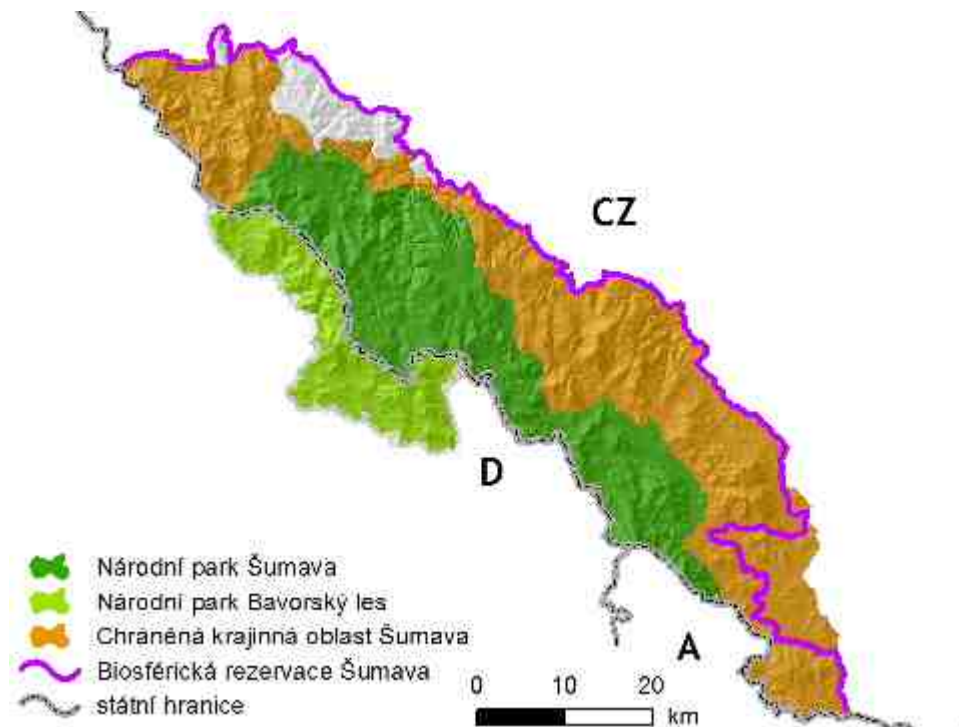 CZ
D
A
Národní park Šumava
Národní park Bavorský les
Chráněná krajinná oblast Šumava
Biosférická rezervace Šumava
státní hranice
0 10 20
km